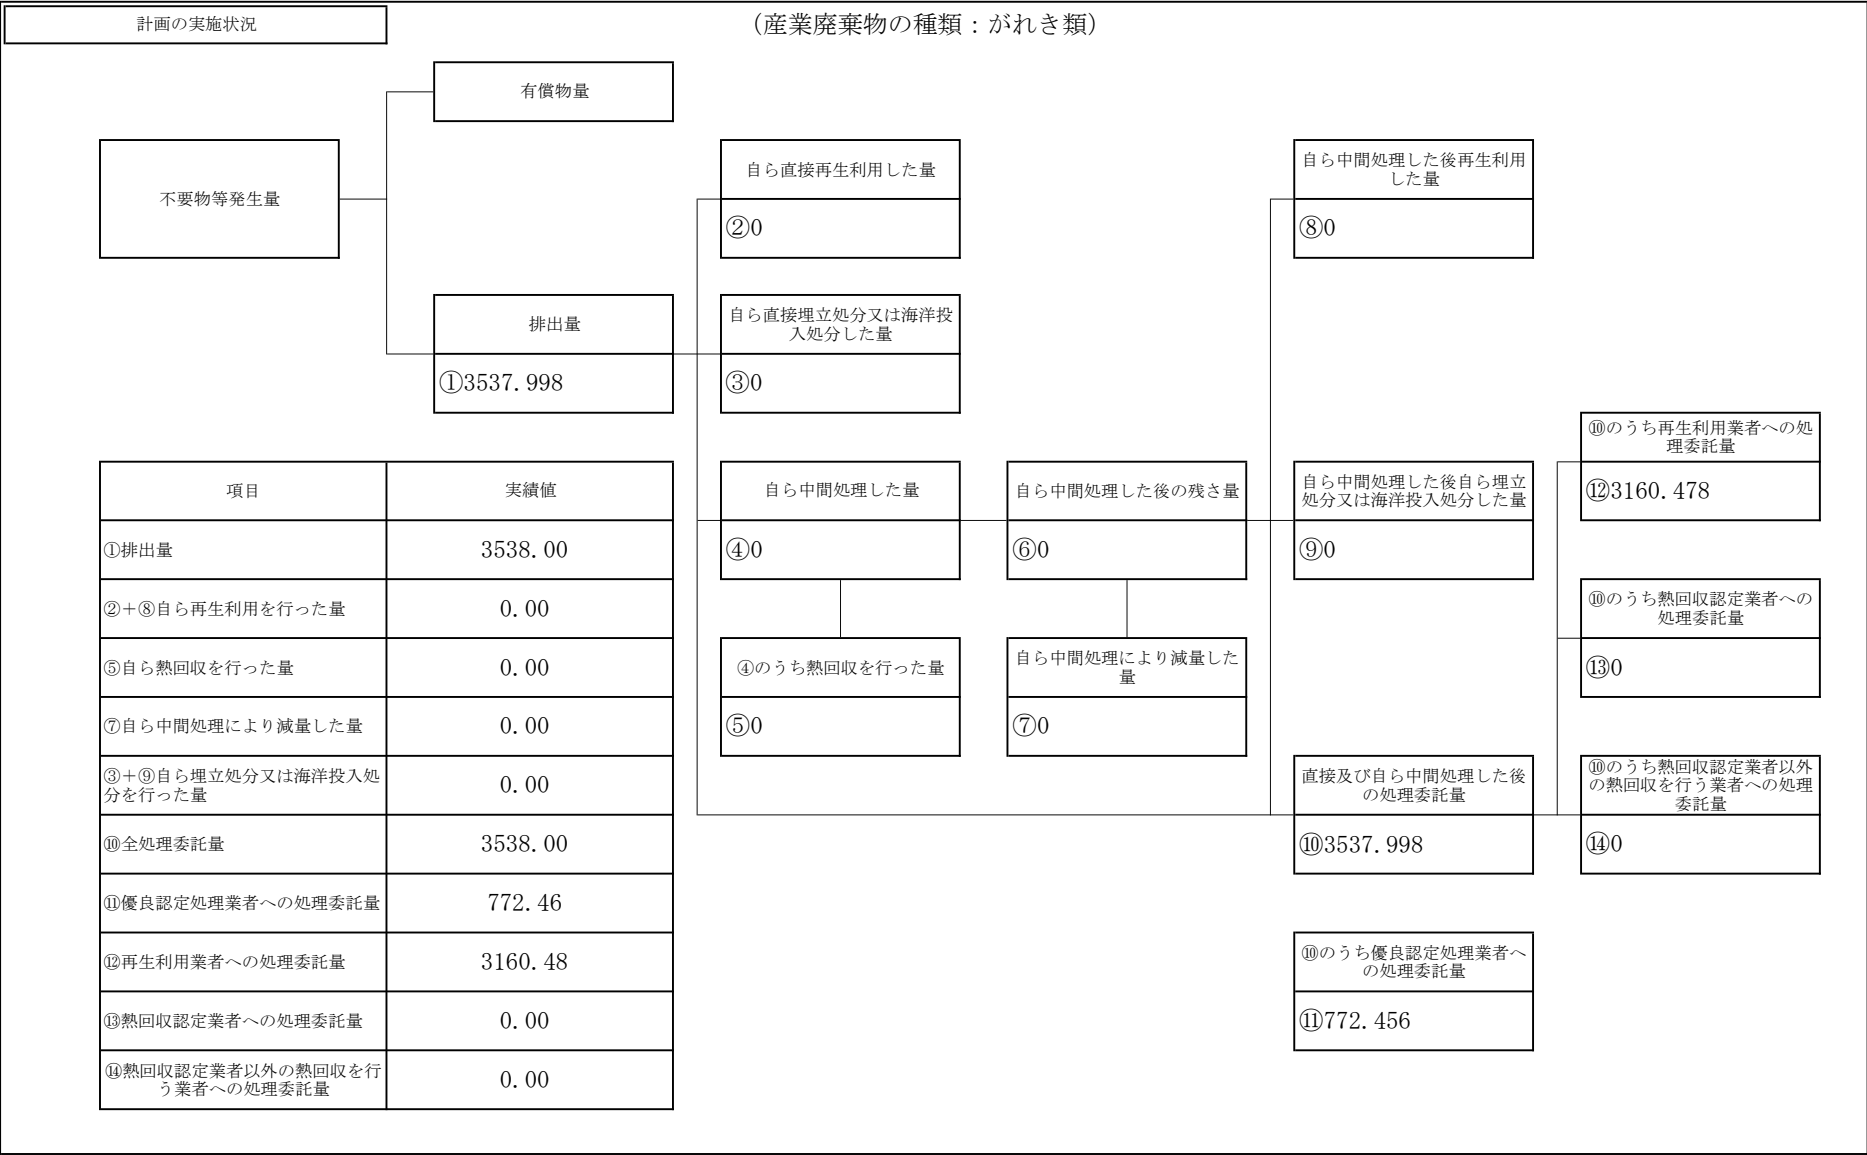 計画の実施状況
（産業廃棄物の種類：がれき類）
有償物量
不要物等発生量
自ら直接再生利用した量
②0
自ら中間処理した後再生利用
した量
⑧0
排出量
①3537.998
自ら直接埋立処分又は海洋投
入処分した量
③0
⑩のうち再生利用業者への処
理委託量
⑫3160.478
自ら中間処理した量
④0
自ら中間処理した後の残さ量
⑥0
自ら中間処理した後自ら埋立
処分又は海洋投入処分した量
⑨0
⑩のうち熱回収認定業者への
処理委託量
⑬0
④のうち熱回収を行った量
⑤0
自ら中間処理により減量した
量
⑦0
直接及び自ら中間処理した後
の処理委託量
⑩3537.998
⑩のうち熱回収認定業者以外
の熱回収を行う業者への処理
委託量
⑭0
⑩のうち優良認定処理業者へ
の処理委託量
⑪772.456
項目 実績値
①排出量 3538.00
②＋⑧自ら再生利用を行った量 0.00
⑤自ら熱回収を行った量 0.00
⑦自ら中間処理により減量した量 0.00
③＋⑨自ら埋立処分又は海洋投入処
分を行った量 0.00
⑩全処理委託量 3538.00
⑪優良認定処理業者への処理委託量 772.46
⑫再生利用業者への処理委託量 3160.48
⑬熱回収認定業者への処理委託量 0.00
⑭熱回収認定業者以外の熱回収を行
う業者への処理委託量 0.00